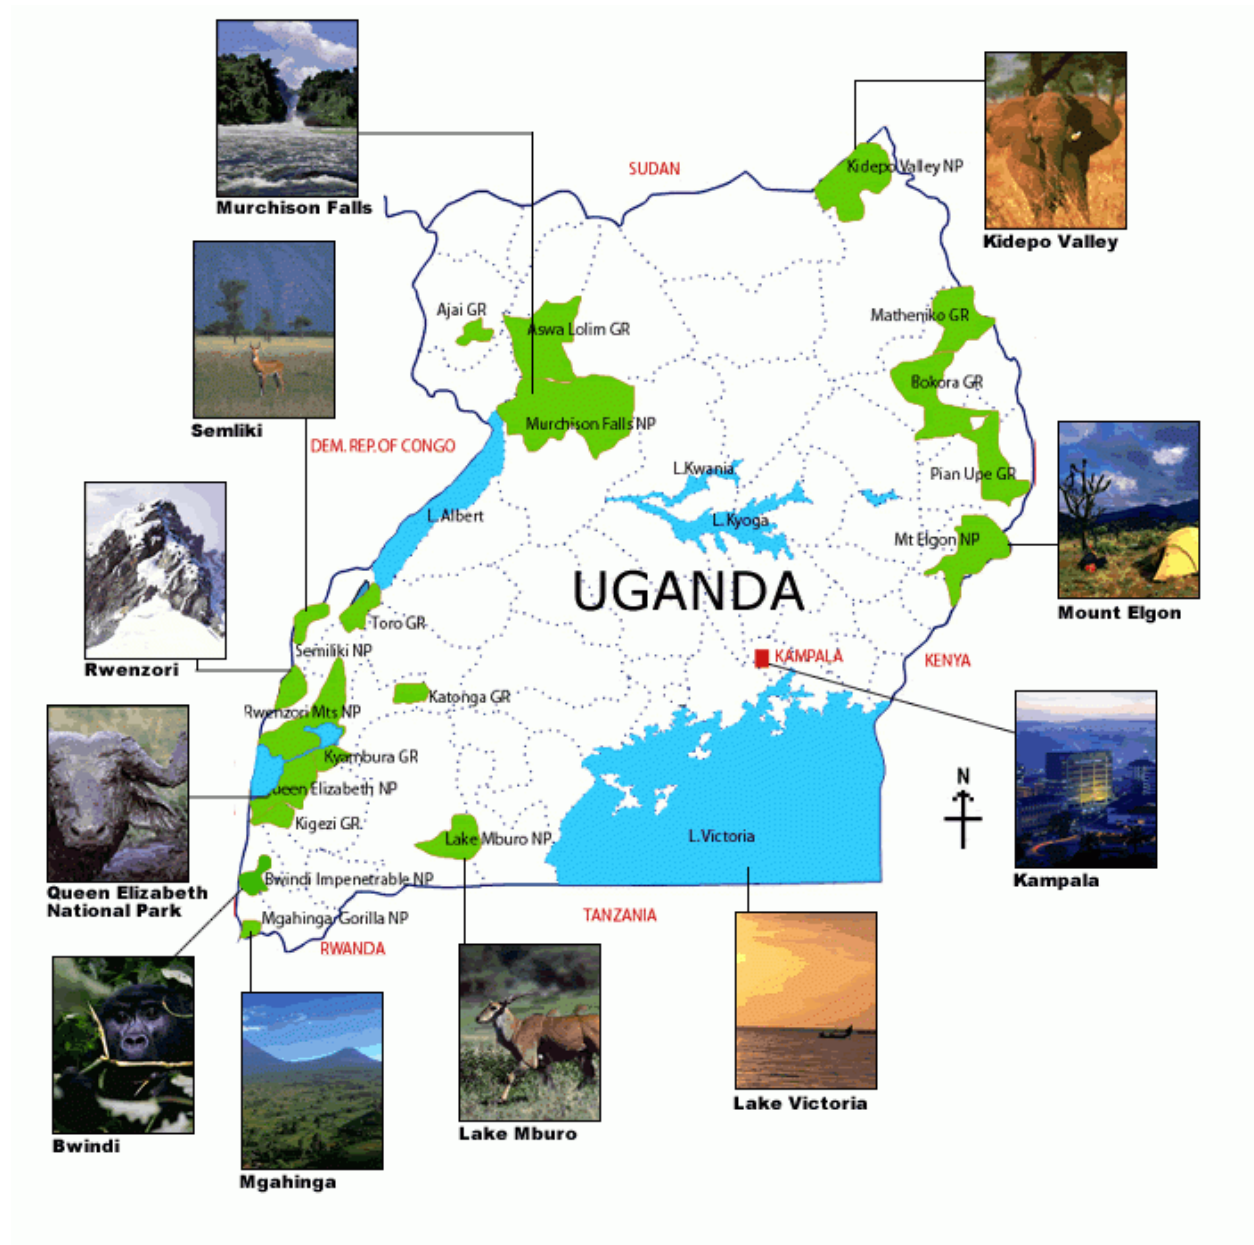 Murchison Falls
Kidepo Valley
SUDAN
Kidepo Valley NP
Semliki
Ajai GR
Aswa Lolim GR
Matheniko GR
Bokora GR
Murchison Falls NP
DEM. REP. OF CONGO
L.Kwania
Pian Upe GR
L. Albert
L. Kyoga
Mt Elgon NP
UGANDA
Mount Elgon
Toro GR
Semiliki NP
Rwenzori
KAMPALA
KENYA
Katonga GR
Rwenzori Mts NP
Kyambura GR
Queen Elizabeth NP
Kigezi GR.
N
Lake Mburo NP
L.Victoria
Kampala
Queen Elizabeth
National Park
Bwindi Impenetrable NP
Mgahinga Gorilla NP
TANZANIA
RWANDA
Bwindi
Mgahinga
Lake Mburo
Lake Victoria